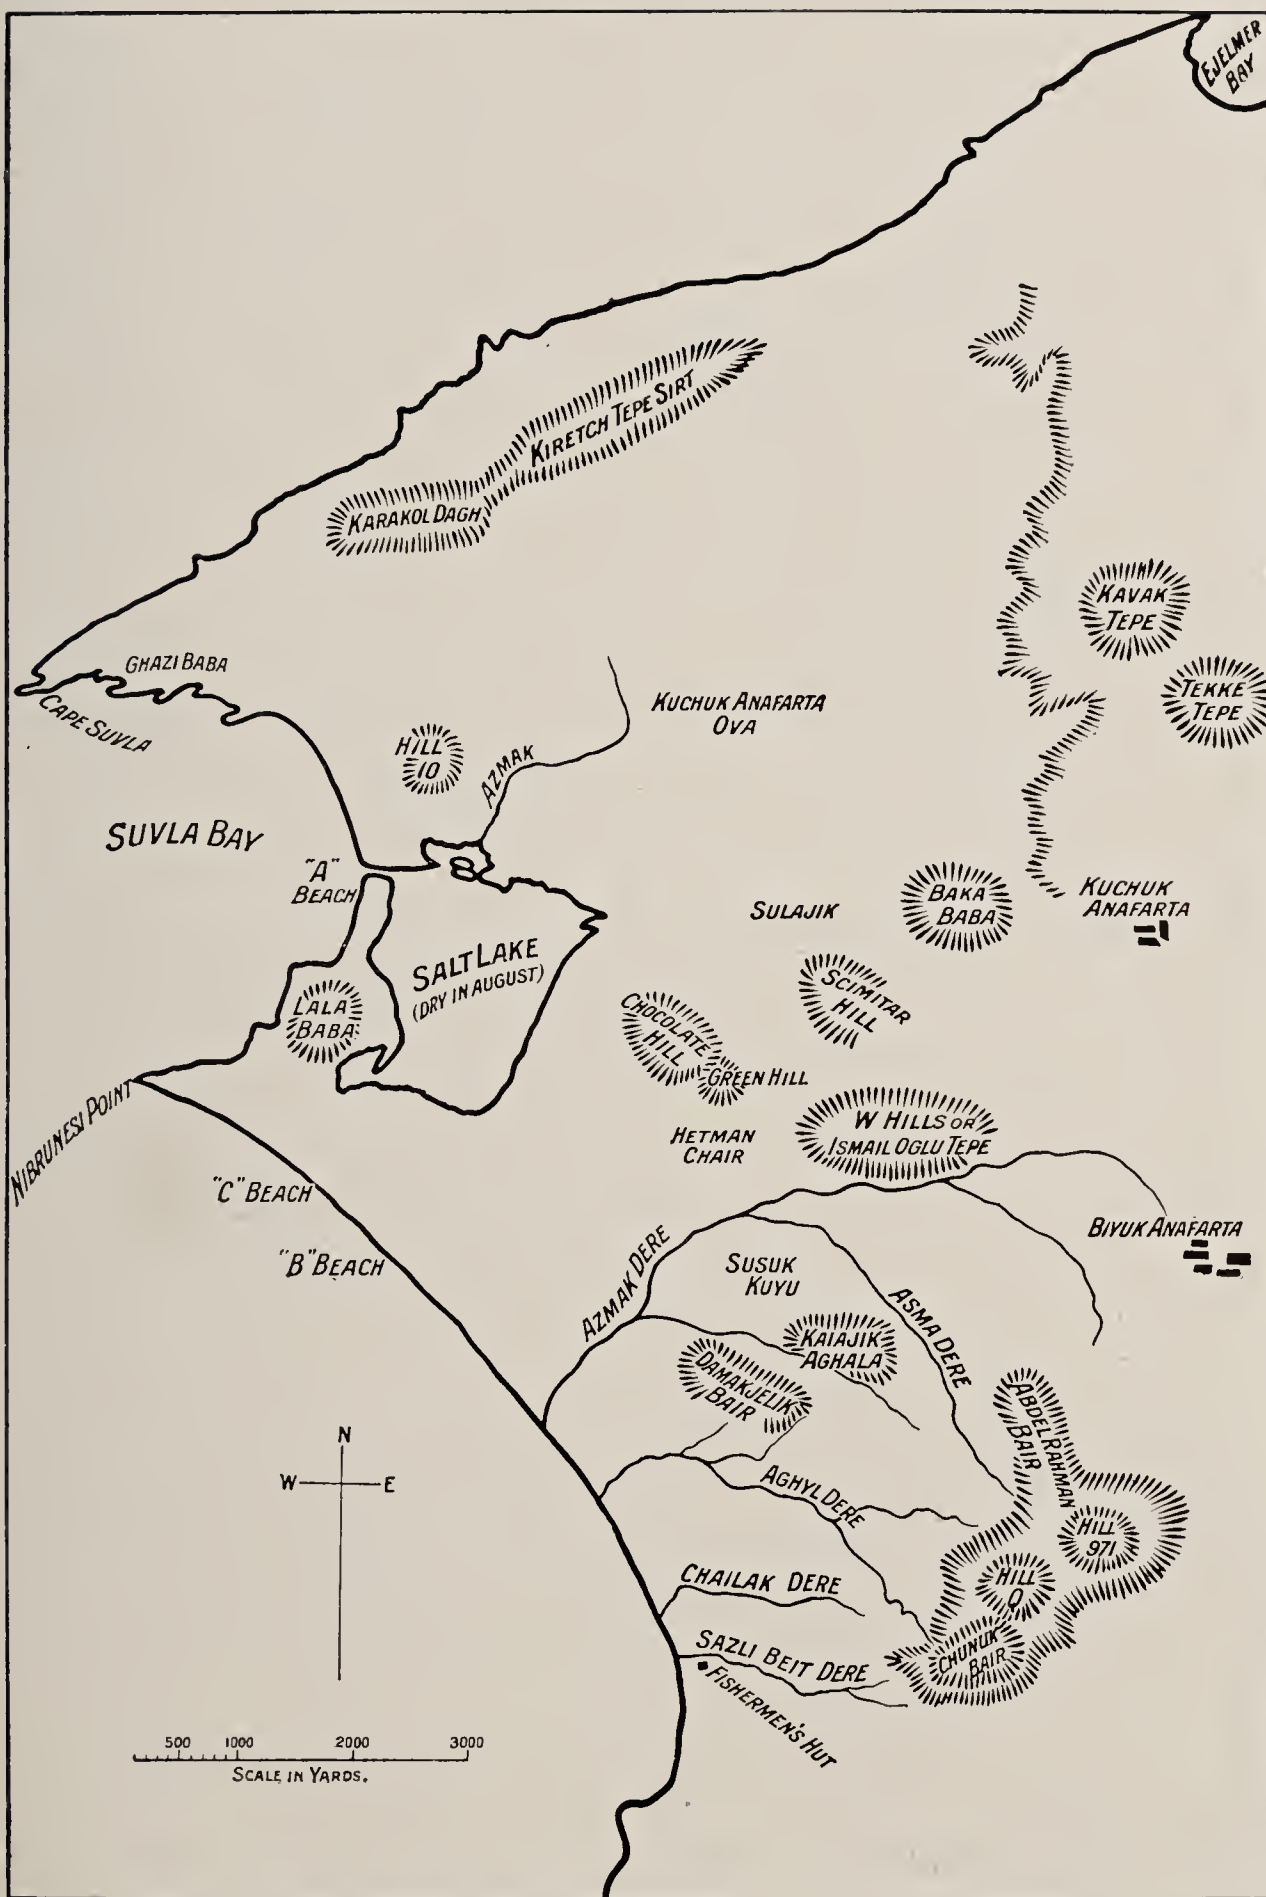 EJELMER
BAY
KIRETCH TEPE SIRT
KARAKOL DAGH
KAVAK
TEPE
TEKKE
TEPE
GHAZI BABA
CAPE SUVLA
KUCHUK ANAFARTA
OVA
HILL
10
AZMAK
SUVLA BAY
"A"
BEACH
SULAJIK
BAKA
BABA
KUCHUK
ANAFARTA
SALT LAKE
(DRY IN AUGUST)
LALA
BABA
SCIMITAR
HILL
CHOCOLATE
HILL
GREEN HILL
NIBRUNESI POINT
HETMAN
CHAIR
W HILLS OR
ISMAIL OGLU TEPE
"C" BEACH
"B" BEACH
BIYUK ANAFARTA
AZMAK DERE
SUSUK
KUYU
ASMA DERE
KAIAJIK
AGHALA
DAMAKJELIK
BAIR
ABDEL RAHMAN
BAIR
N
W E
AGHYL DERE
HILL
971
HILL
Q
CHAILAK DERE
CHUNUK
BAIR
SAZLI BEIT DERE
FISHERMEN'S HUT
500 1000 2000 3000
SCALE IN YARDS.